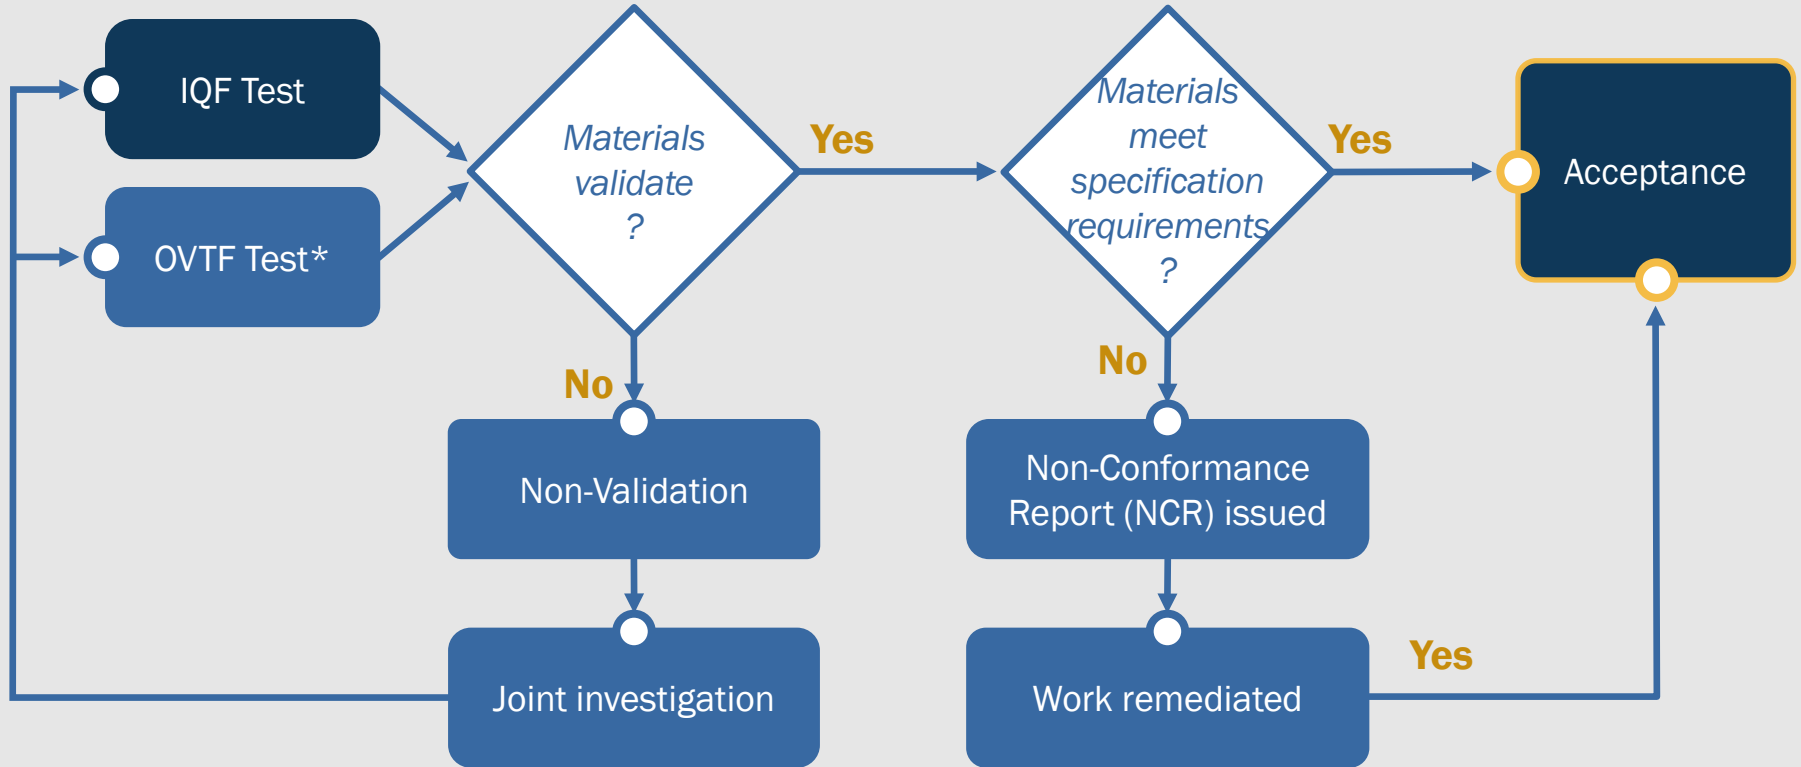 IQF Test
OVTF Test*
Materials
validate
?
Yes
No
Materials
meet
specification
requirements
?
Yes
No
Acceptance
Non-Validation
Joint investigation
Non-Conformance
Report (NCR) issued
Work remediated
Yes